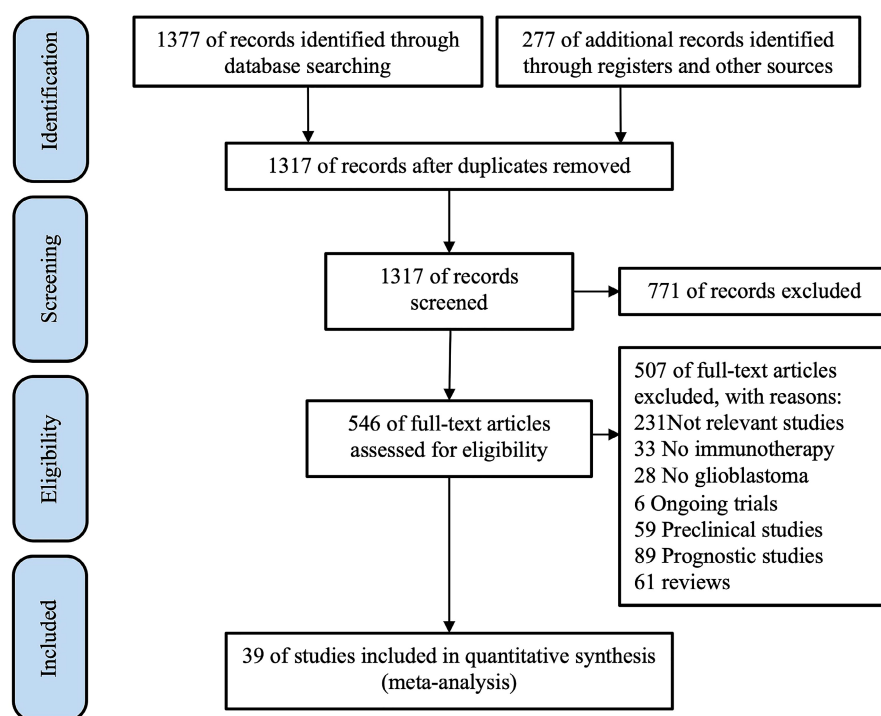 Identification
1377 of records identified through
database searching
277 of additional records identified
through registers and other sources
1317 of records after duplicates removed
Screening
1317 of records
screened
771 of records excluded
Eligibility
546 of full-text articles
assessed for eligibility
507 of full-text articles
excluded, with reasons:
231Not relevant studies
33 No immunotherapy
28 No glioblastoma
6 Ongoing trials
59 Preclinical studies
89 Prognostic studies
61 reviews
Included
39 of studies included in quantitative synthesis
(meta-analysis)